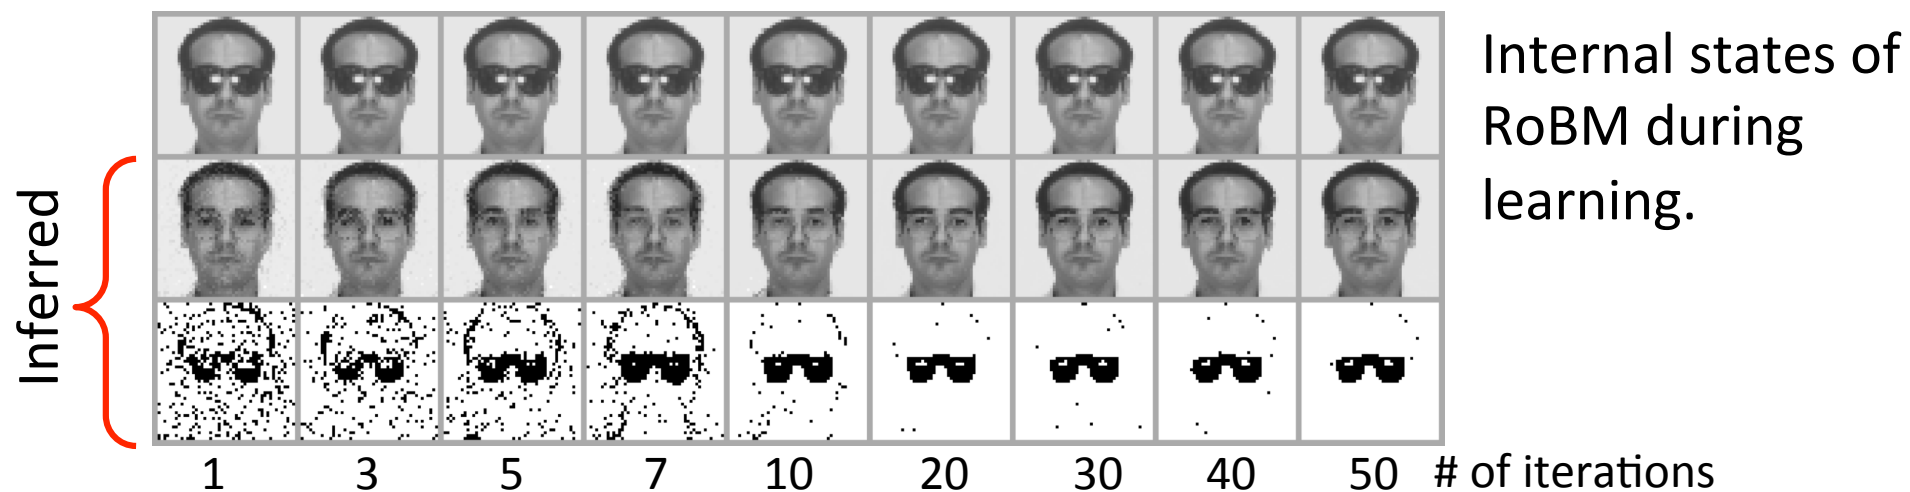 Internal states of
RoBM during
learning.
Inferred
1 3 5 7 10 20 30 40 50 # of iterations